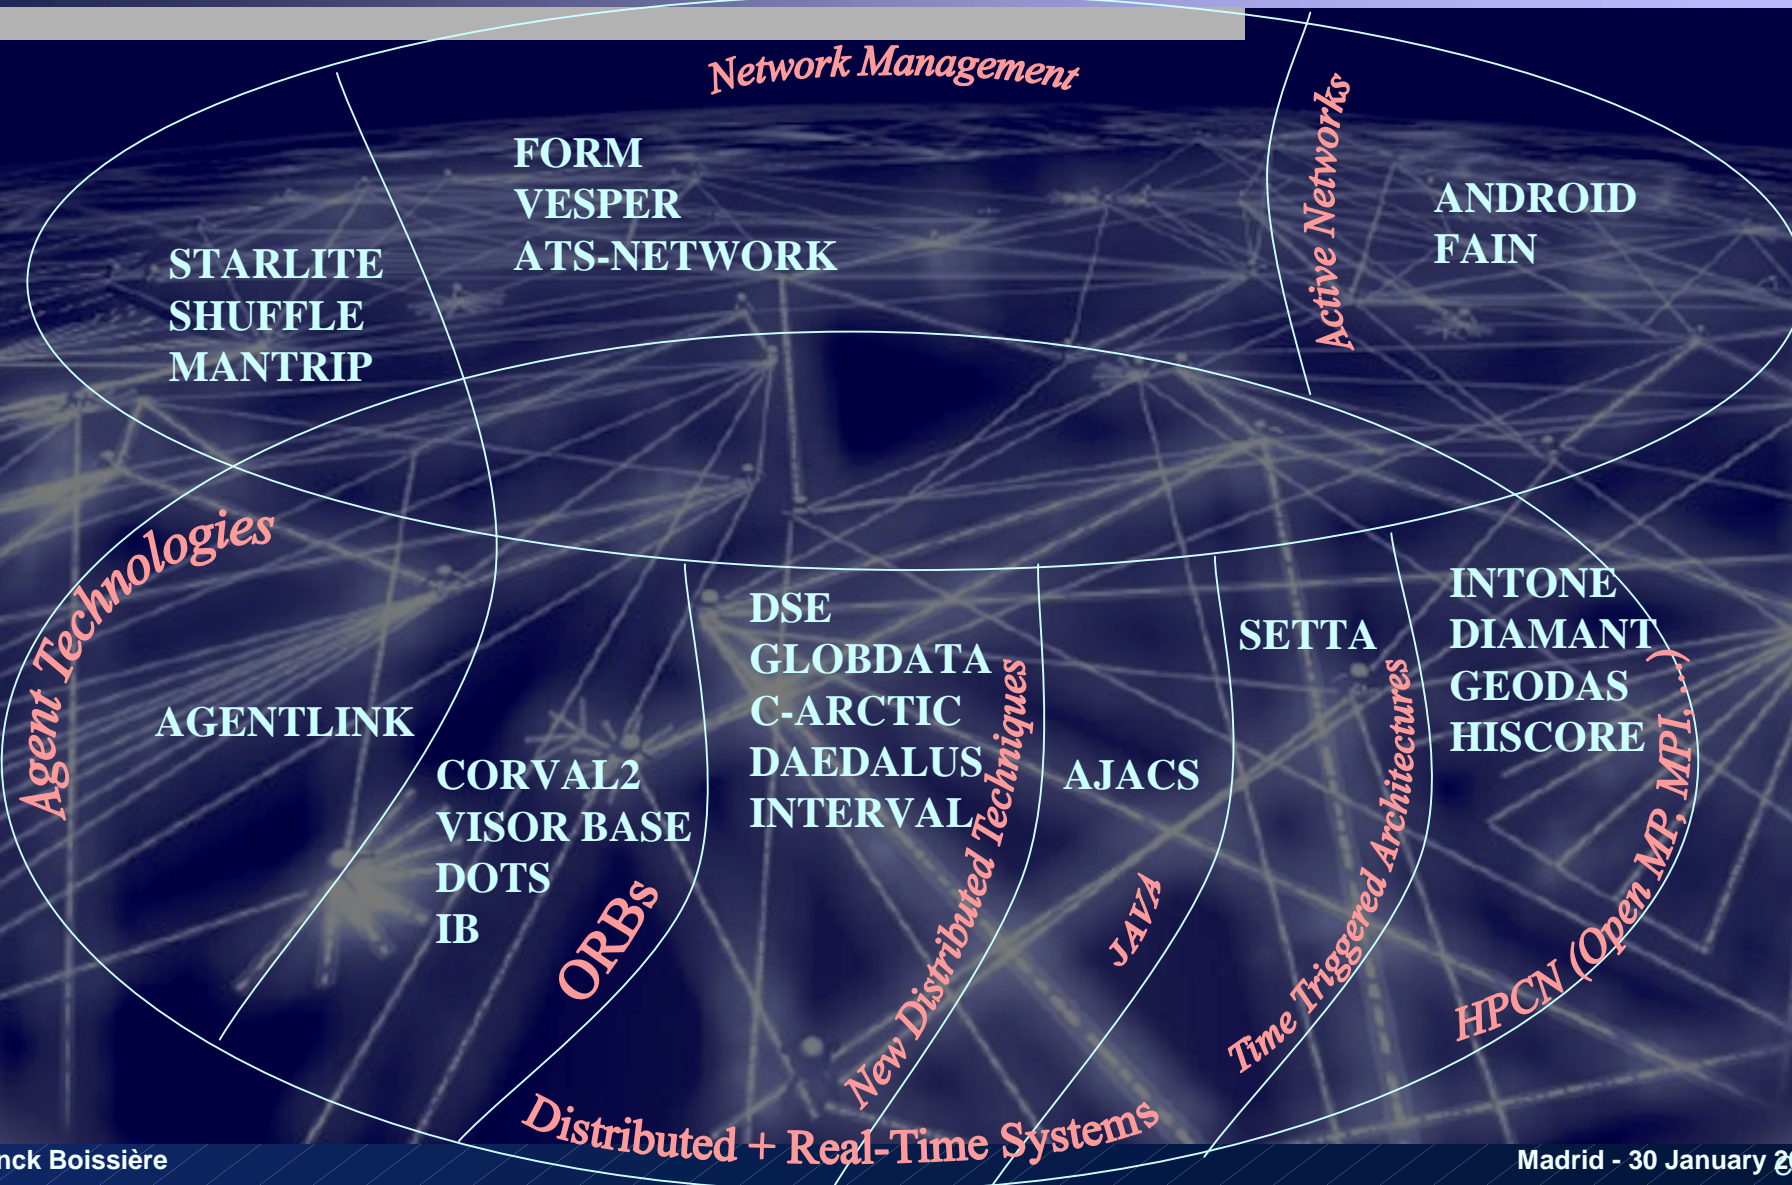 Network Management
Active Networks
FORM
VESPER
ATS-NETWORK
ANDROID
FAIN
STARLITE
SHUFFLE
MANTRIP
Agent Technologies
AGENTLINK
CORVAL2
VISOR BASE
DOTS
IB
ORBs
DSE
GLOBDATA
C-ARCTIC
DAEDALUS
INTERVAL
New Distributed Techniques
AJACS
JAVA
SETTA
Time Triggered Architectures
INTONE
DIAMANT
GEODAS
HISCORE
HPCN (Open MP, MPI, ...)
Distributed + Real-Time Systems
Boissière
Madrid - 30 January